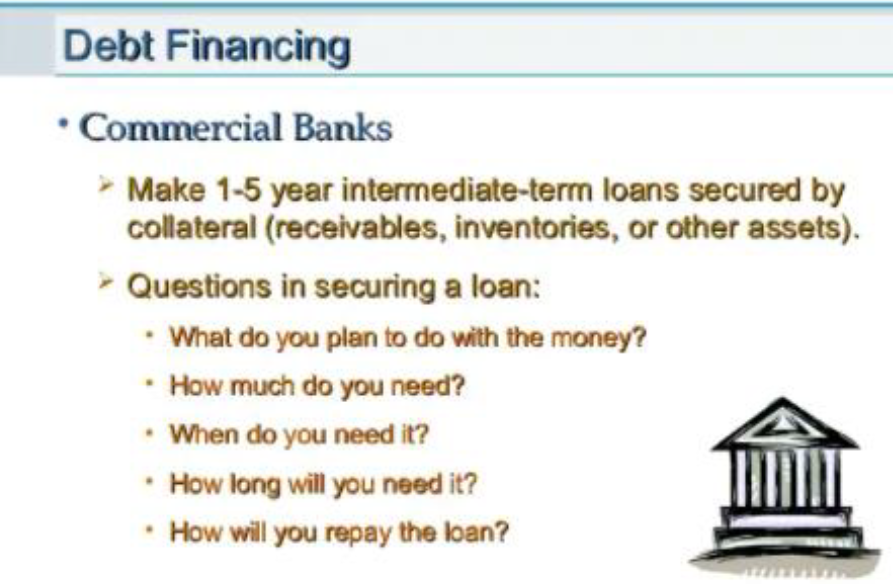 Debt Financing
• Commercial Banks
➢ Make 1-5 year intermediate-term loans secured by
collateral (receivables, inventories, or other assets).
➢ Questions in securing a loan:
• What do you plan to do with the money?
• How much do you need?
• When do you need it?
• How long will you need it?
• How will you repay the loan?